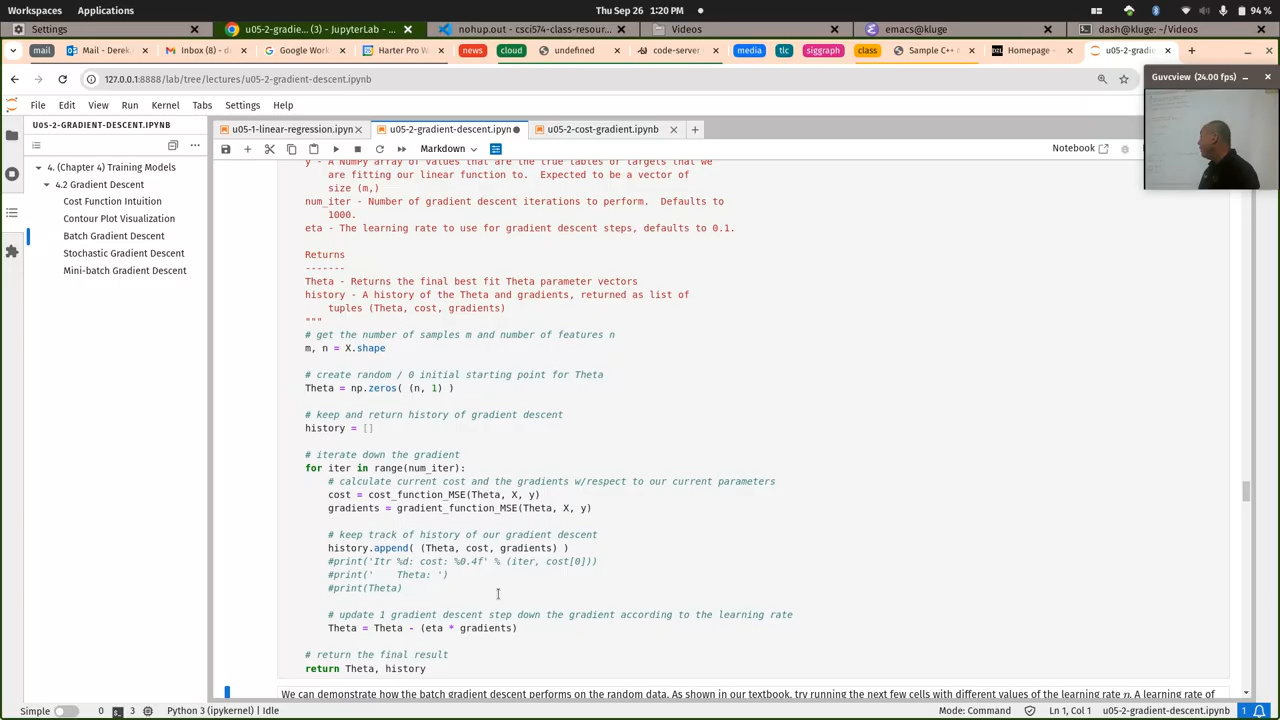 Workspaces Applications Thu Sep 26 1:20 PM 94 %
Settings u05-2-gradie... (3) - JupyterLab - ... nohup.out - csci574-class-resour... Videos emacs@kluge dash@kluge: ~/Videos
mail Mail - Derek. Inbox (8) - d Google Work Harter Pro W news cloud undefined code-server media tlc siggraph class Sample C++ Homepage - u05-2-gradi
127.0.0.1:8888/lab/tree/lectures/u05-2-gradient-descent.ipynb
Guvcview (24.00 fps)
File Edit View Run Kernel Tabs Settings Help
U05-2-GRADIENT-DESCENT.IPYNB
u05-1-linear-regression.ipyn u05-2-gradient-descent.ipyn u05-2-cost-gradient.ipynb
Markdown Notebook
4. (Chapter 4) Training Models
4.2 Gradient Descent
Cost Function Intuition
Contour Plot Visualization
Batch Gradient Descent
Stochastic Gradient Descent
Mini-batch Gradient Descent
y - A NumPy array of values that are the true lables or targets that we
are fitting our linear function to. Expected to be a vector of
size (m,)
num_iter - Number of gradient descent iterations to perform. Defaults to
1000.
eta - The learning rate to use for gradient descent steps, defaults to 0.1.
Returns
-------
Theta - Returns the final best fit Theta parameter vectors
history - A history of the Theta and gradients, returned as list of
tuples (Theta, cost, gradients)
"""
# get the number of samples m and number of features n
m, n = X.shape
# create random / 0 initial starting point for Theta
Theta = np.zeros( (n, 1) )
# keep and return history of gradient descent
history = []
# iterate down the gradient
for iter in range(num_iter):
# calculate current cost and the gradients w/respect to our current parameters
cost = cost_function_MSE(Theta, X, y)
gradients = gradient_function_MSE(Theta, X, y)
# keep track of history of our gradient descent
history.append( (Theta, cost, gradients) )
#print('Itr %d: cost: %0.4f' % (iter, cost[0]))
#print('    Theta: ')
#print(Theta)
# update 1 gradient descent step down the gradient according to the learning rate
Theta = Theta - (eta * gradients)
# return the final result
return Theta, history
We can demonstrate how the batch gradient descent performs on the random data. As shown in our textbook, try running the next few cells with different values of the learning rate η. A learning rate of
Simple 0 3 Python 3 (ipykernel) | Idle Mode: Command Ln 1, Col 1 u05-2-gradient-descent.ipynb 1